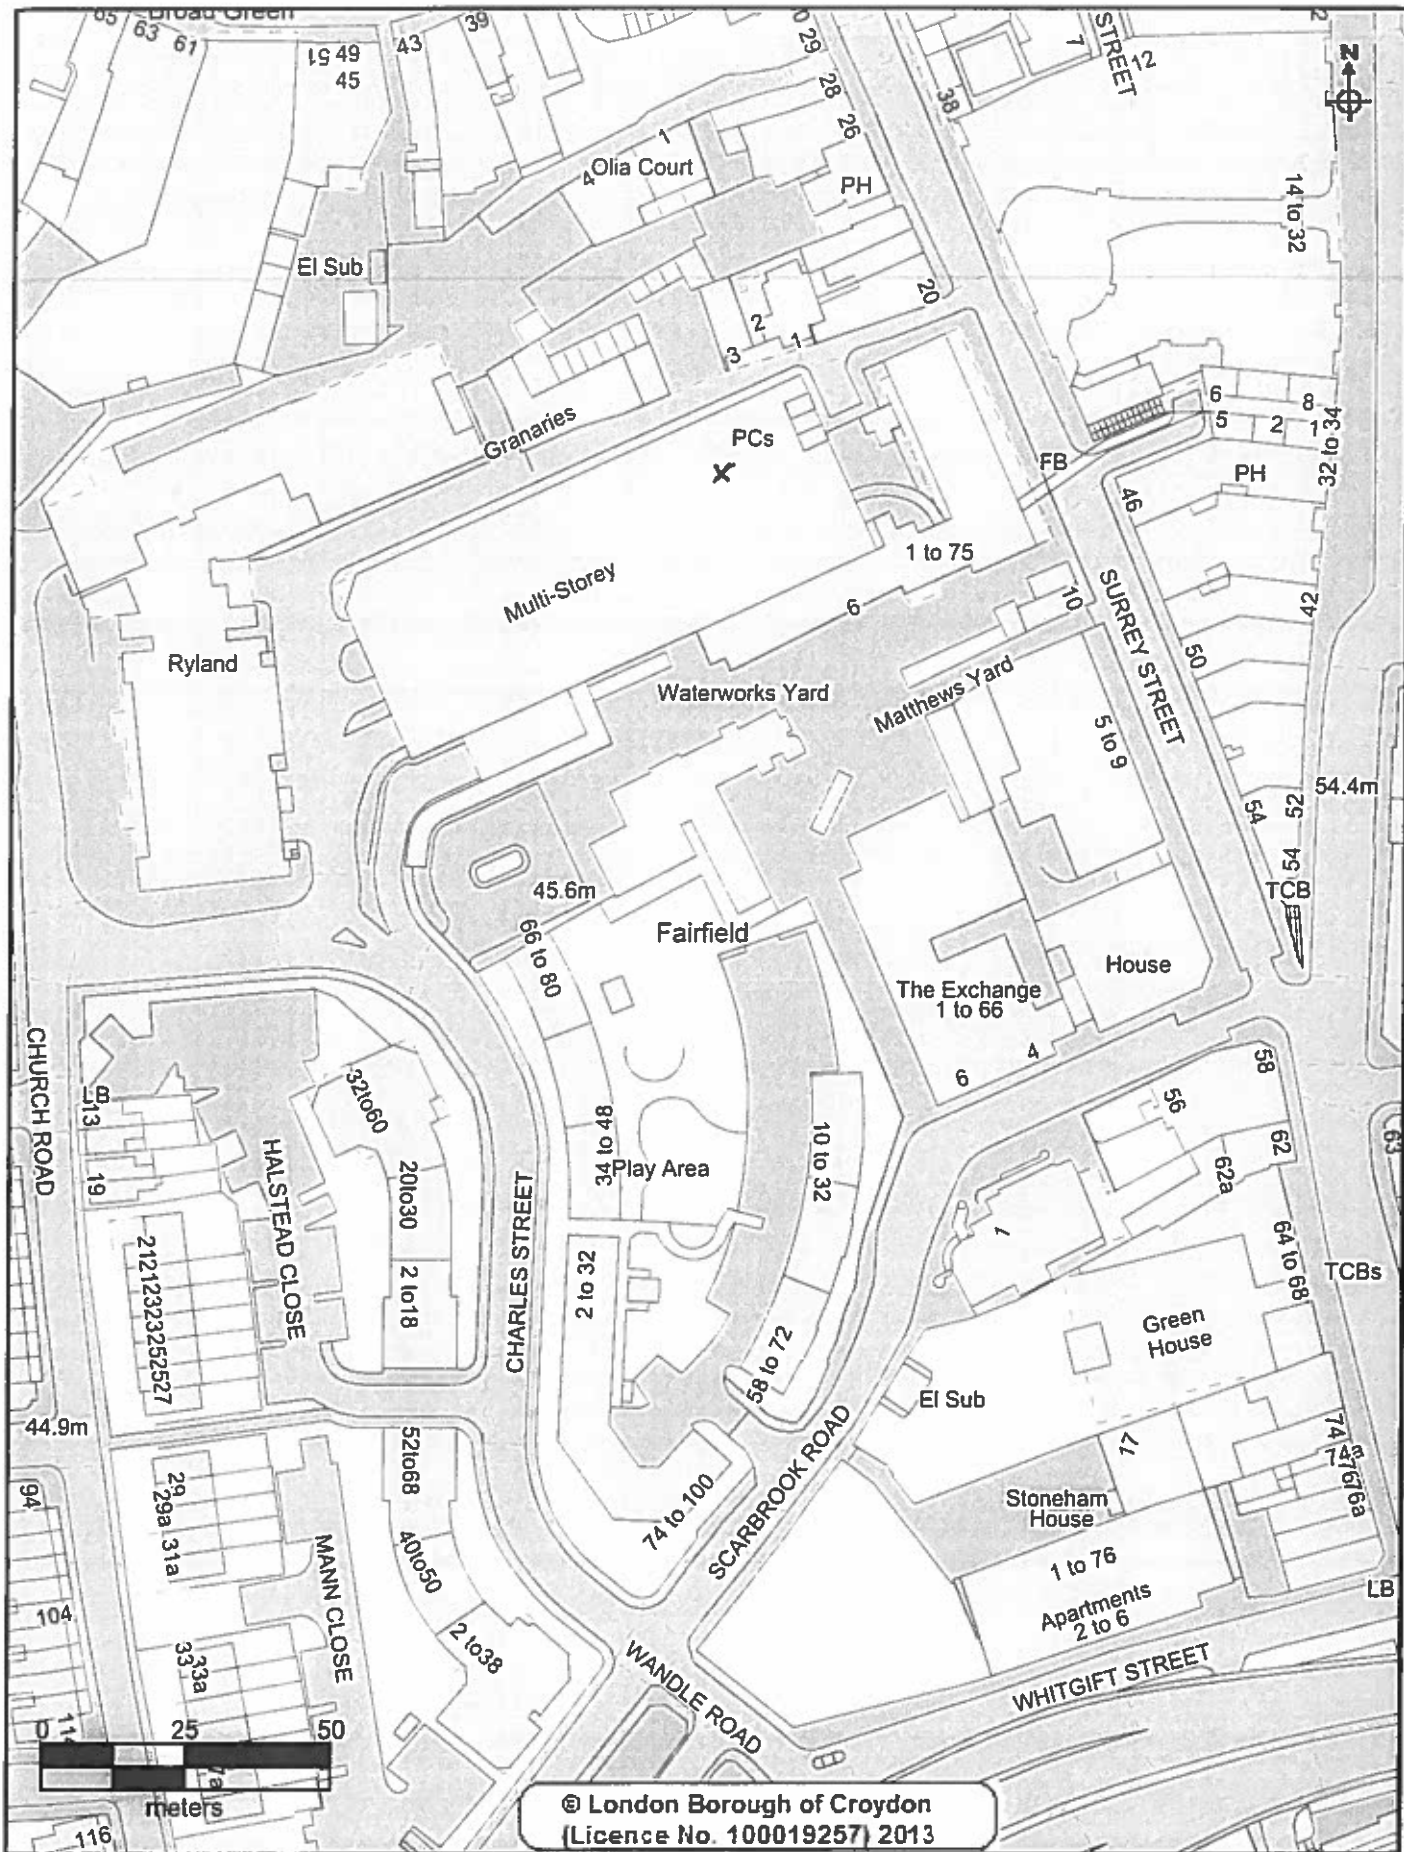 Broad Green
65
63
61
49
51
45
43
39
29
28
26
38
7
STREET
12
2
N
1
4
Olia Court
PH
14 to 32
El Sub
20
2
3
1
6
8
5
2
1
32 to 34
Granaries
PCs
X
FB
PH
46
1 to 75
Multi-Storey
6
10
SURREY STREET
42
Ryland
50
Waterworks Yard
Matthews Yard
5 to 9
54.4m
54
52
54
TCB
45.6m
66 to 80
Fairfield
The Exchange
1 to 66
House
4
6
CHURCH ROAD
LB
13
19
32to60
HALSTEAD CLOSE
20to30
2 to18
CHARLES STREET
34 to 48
Play Area
10 to 32
58
56
62
62a
63
1
64 to 68
TCBs
21212323252527
2 to 32
58 to 72
Green
House
El Sub
44.9m
52to68
SCARBROOK ROAD
17
74
76a
94
29
29a
31a
Stoneham
House
74 to 100
40to50
MANN CLOSE
1 to 76
Apartments
2 to 6
LB
104
33
33a
2 to38
WANDLE ROAD
WHITGIFT STREET
0 25 50
meters
116
© London Borough of Croydon
(Licence No. 100019257) 2013